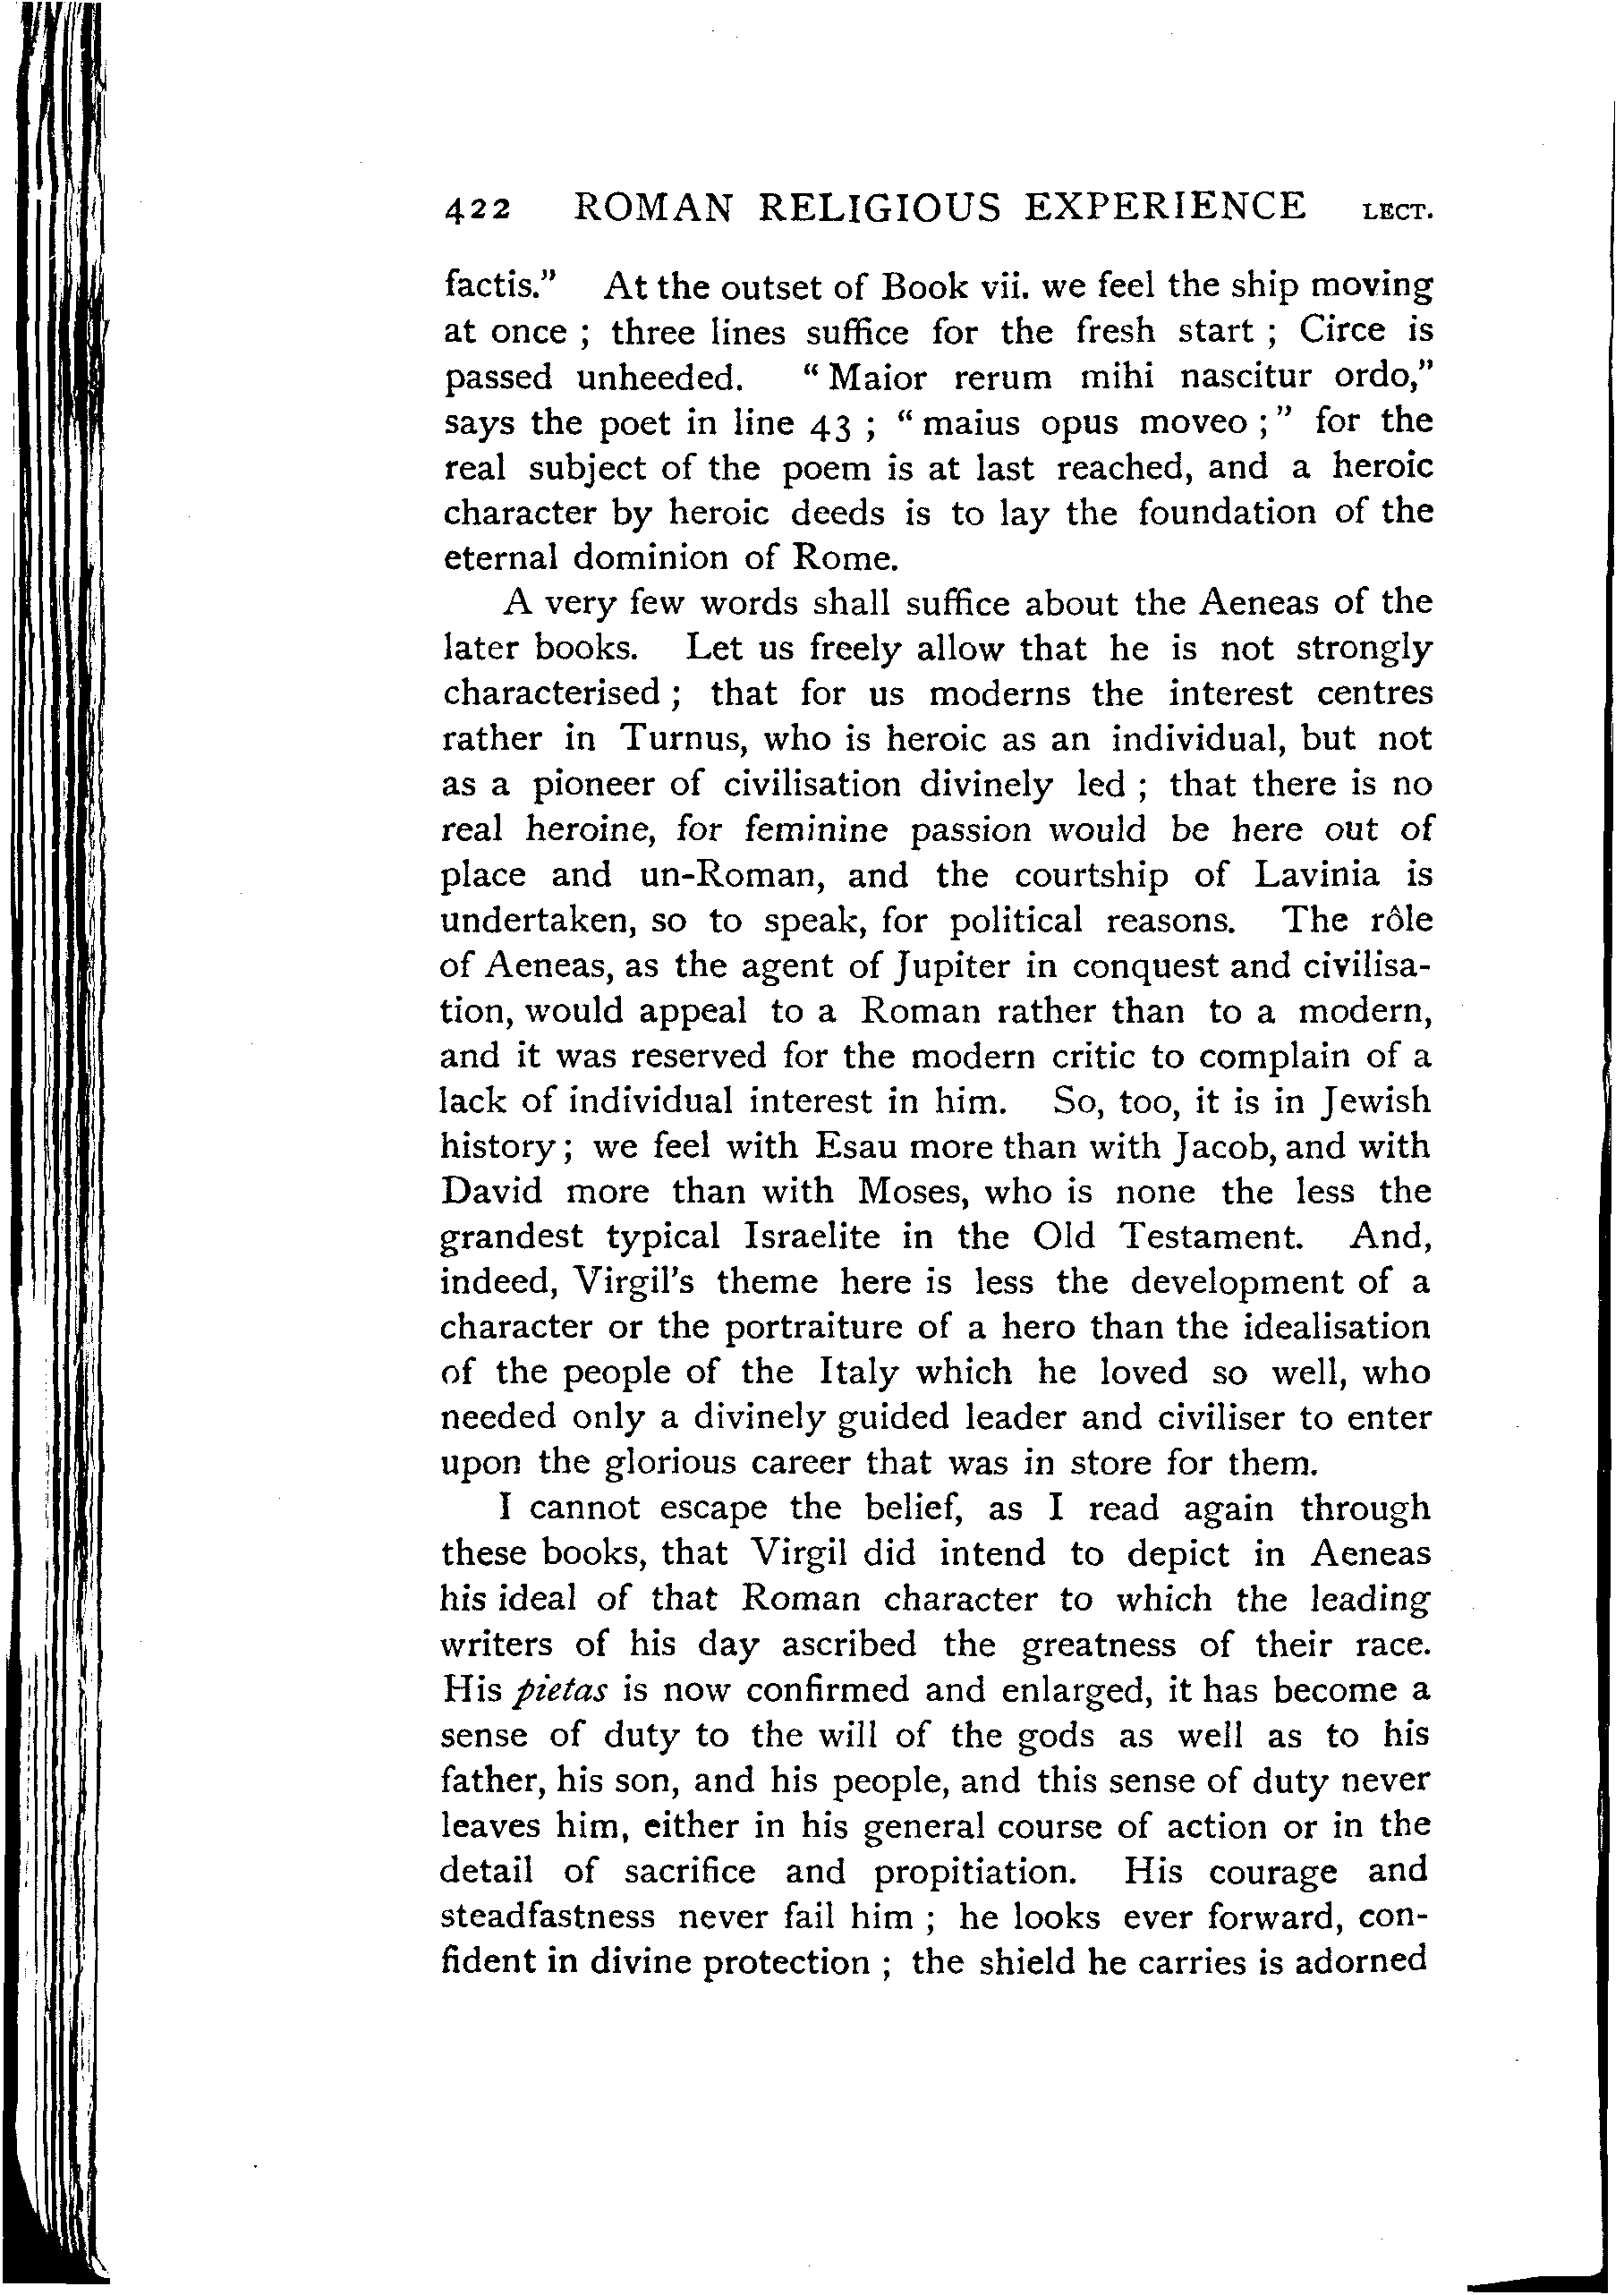 422 ROMAN RELIGIOUS EXPERIENCE LECT.
factis." At the outset of Book vii. we feel the ship moving
at once ; three lines suffice for the fresh start ; Circe is
passed unheeded. " Maior rerum mihi nascitur ordo,"
says the poet in line 43 ; " maius opus moveo ; " for the
real subject of the poem is at last reached, and a heroic
character by heroic deeds is to lay the foundation of the
eternal dominion of Rome.
A very few words shall suffice about the Aeneas of the
later books. Let us freely allow that he is not strongly
characterised ; that for us moderns the interest centres
rather in Turnus, who is heroic as an individual, but not
as a pioneer of civilisation divinely led ; that there is no
real heroine, for feminine passion would be here out of
place and un-Roman, and the courtship of Lavinia is
undertaken, so to speak, for political reasons. The rôle
of Aeneas, as the agent of Jupiter in conquest and civilisa-
tion, would appeal to a Roman rather than to a modern,
and it was reserved for the modern critic to complain of a
lack of individual interest in him. So, too, it is in Jewish
history ; we feel with Esau more than with Jacob, and with
David more than with Moses, who is none the less the
grandest typical Israelite in the Old Testament. And,
indeed, Virgil's theme here is less the development of a
character or the portraiture of a hero than the idealisation
of the people of the Italy which he loved so well, who
needed only a divinely guided leader and civiliser to enter
upon the glorious career that was in store for them.
I cannot escape the belief, as I read again through
these books, that Virgil did intend to depict in Aeneas
his ideal of that Roman character to which the leading
writers of his day ascribed the greatness of their race.
His pietas is now confirmed and enlarged, it has become a
sense of duty to the will of the gods as well as to his
father, his son, and his people, and this sense of duty never
leaves him, either in his general course of action or in the
detail of sacrifice and propitiation. His courage and
steadfastness never fail him ; he looks ever forward, con-
fident in divine protection ; the shield he carries is adorned